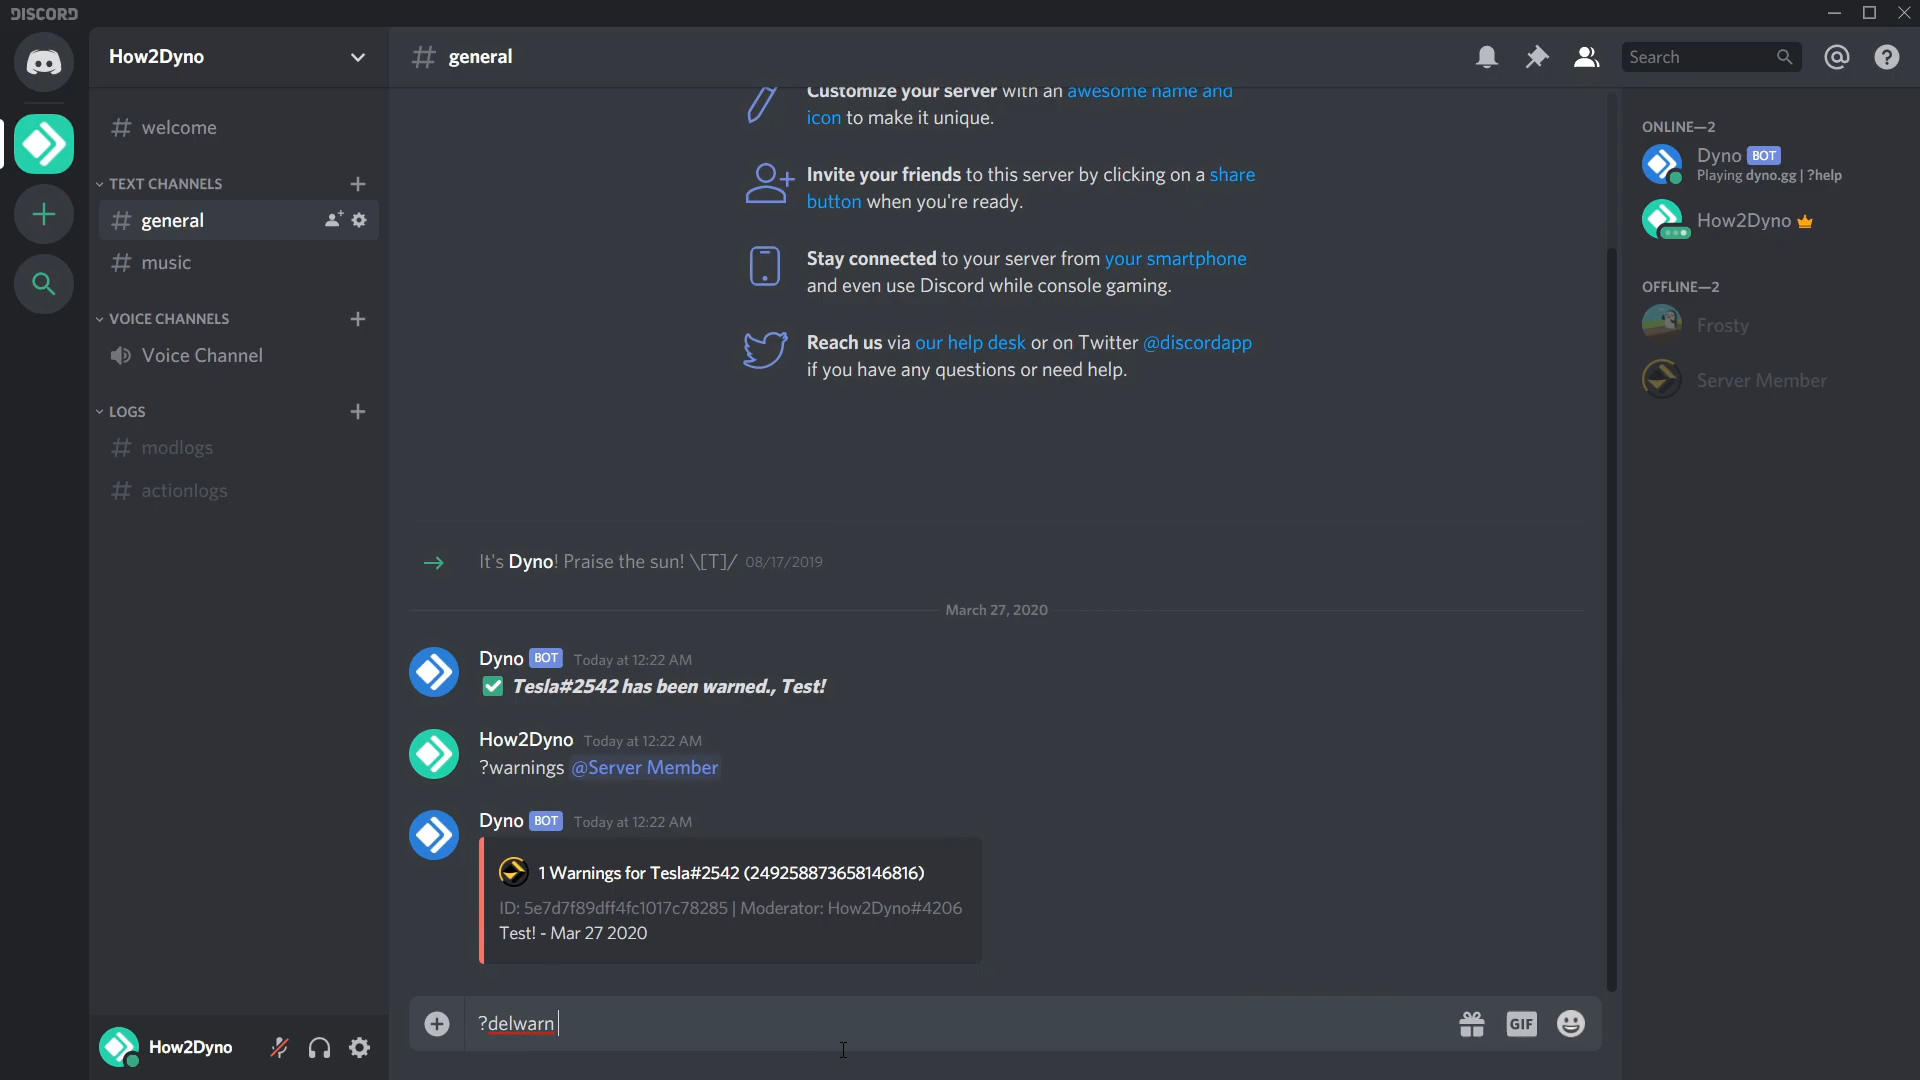 DISCORD
How2Dyno
welcome
TEXT CHANNELS
general
music
VOICE CHANNELS
Voice Channel
LOGS
modlogs
actionlogs
How2Dyno
# general
Search
Customize your server with an awesome name and
icon to make it unique.
Invite your friends to this server by clicking on a share
button when you're ready.
Stay connected to your server from your smartphone
and even use Discord while console gaming.
Reach us via our help desk or on Twitter @discordapp
if you have any questions or need help.
It's Dyno! Praise the sun! \[T]/ 08/17/2019
March 27, 2020
Dyno BOT Today at 12:22 AM
Tesla#2542 has been warned., Test!
How2Dyno Today at 12:22 AM
?warnings @Server Member
Dyno BOT Today at 12:22 AM
1 Warnings for Tesla#2542 (249258873658146816)
ID: 5e7d7f89dff4fc1017c78285 | Moderator: How2Dyno#4206
Test! - Mar 27 2020
?delwarn
GIF
ONLINE—2
Dyno BOT
Playing dyno.gg | ?help
How2Dyno
OFFLINE—2
Frosty
Server Member